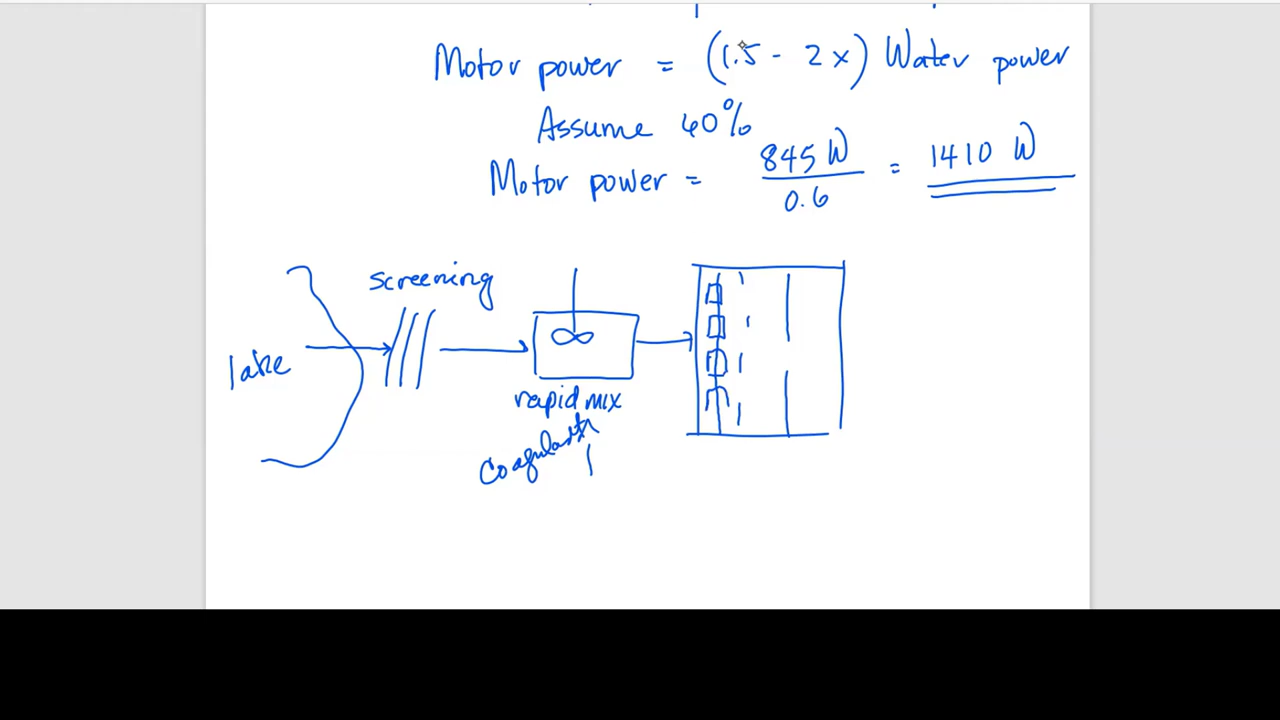 Motor power = (1.5 - 2x) Water power
Assume 40%
Motor power = 845 W / 0.6 = 1410 W
screening
lake
rapid mix